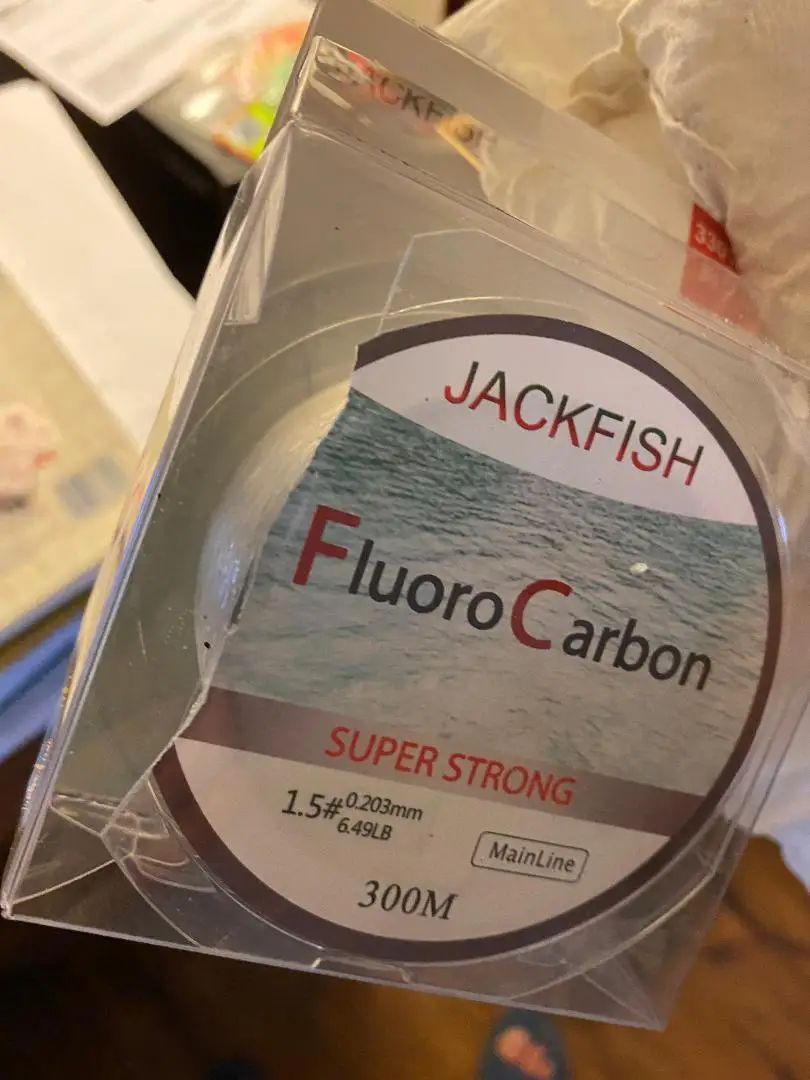 JACKFISH
FluoroCarbon
SUPER STRONG
1.5# 0.203mm
6.49LB
MainLine
300M